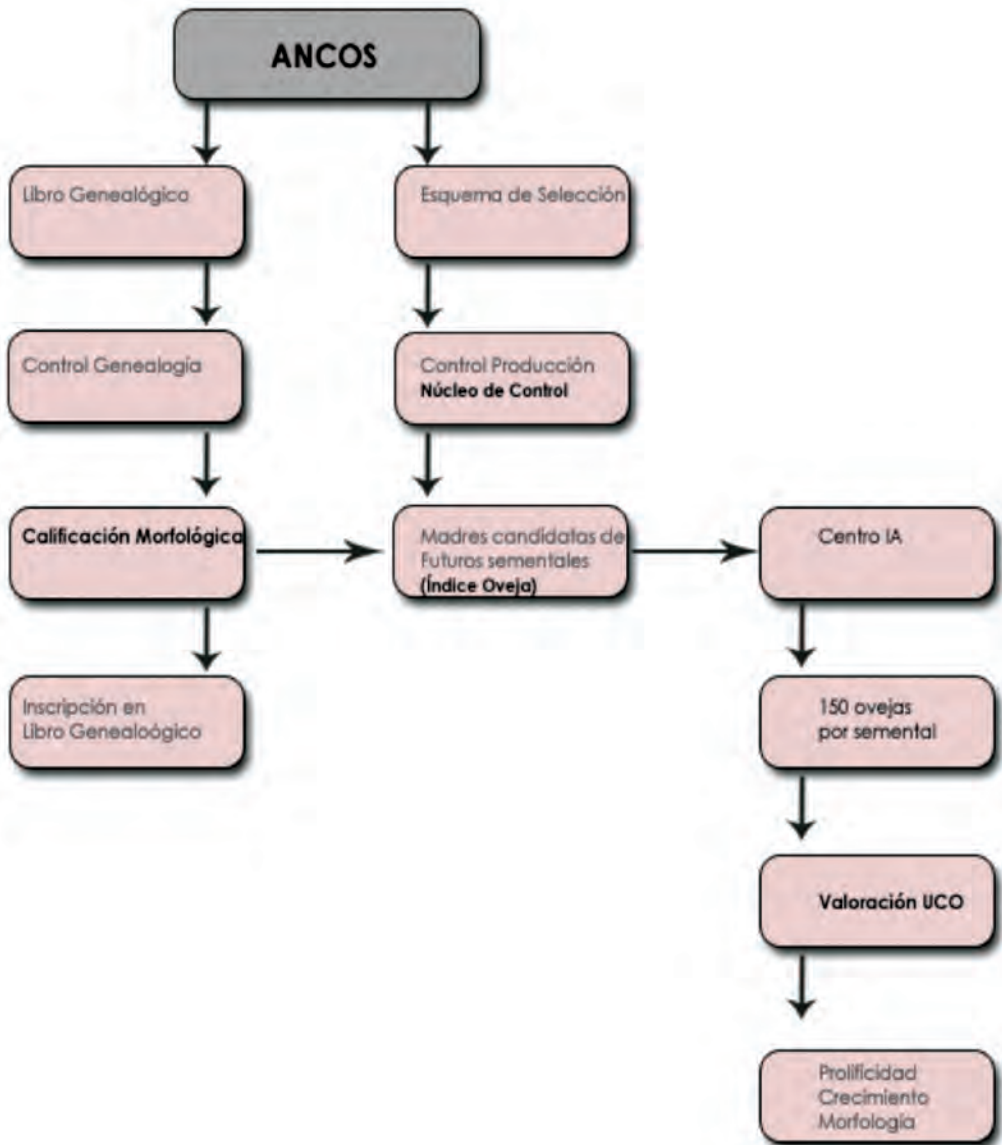 ANCOS
Libro Genealógico
Esquema de Selección
Control Genealogía
Control Producción
Núcleo de Control
Calificación Morfológica
Madres candidatas de
Futuros sementales
(Índice Oveja)
Centro IA
Inscripción en
Libro Genealoógico
150 ovejas
por semental
Valoración UCO
Prolificidad
Crecimiento
Morfología